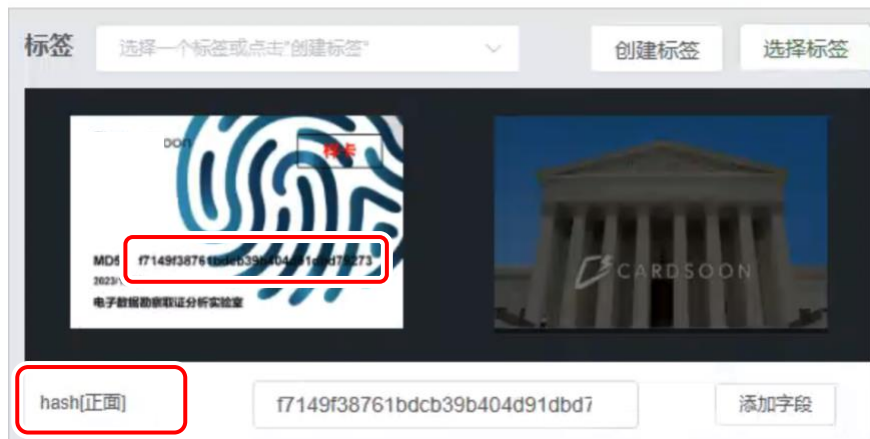 标签
选择一个标签或点击"创建标签"
创建标签
选择标签
样卡
CARDSOON
MD5
f7149f38761bdcb39b404d91dbd79273
2023/
电子数据勘察取证分析实验室
hash[正面]
f7149f38761bdcb39b404d91dbd7
添加字段